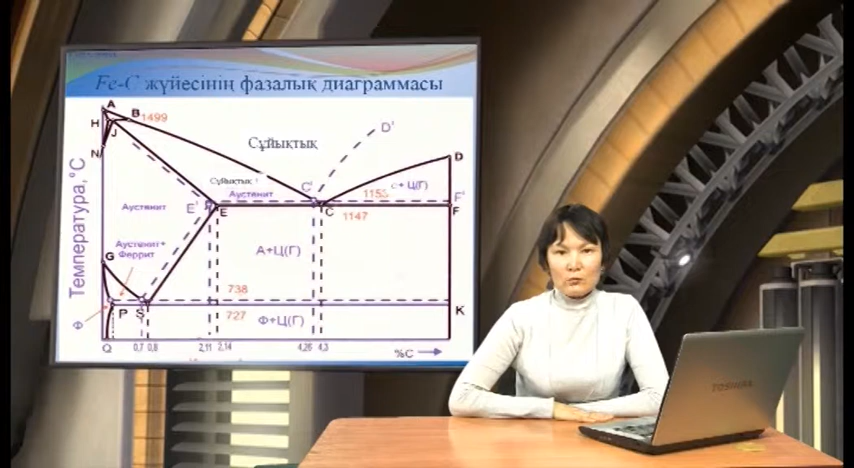 Fe-C жүйесінің фазалық диаграммасы
Температура,°С
A
H
B
1499
J
N
D'
Сұйықтық
D
Сұйықтық +
Аустенит
C'
1153
с+ Ц(Г)
F'
Аустенит
E'
E
C
1147
F
Аустенит+
Феррит
А+Ц(Г)
G
738
P
S
727
K
Ф
Ф+Ц(Г)
Q
0,7
0,8
2,11
2,14
4,26
4,3
%C
TOSHIBA